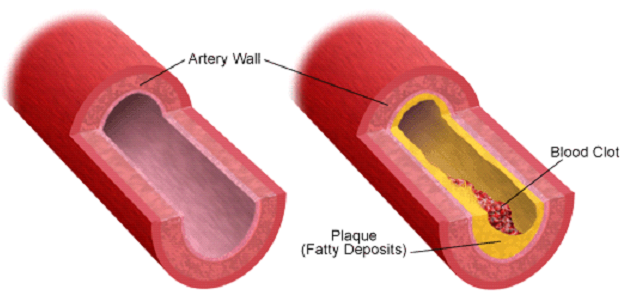 Artery Wall
Blood Clot
Plaque
(Fatty Deposits)